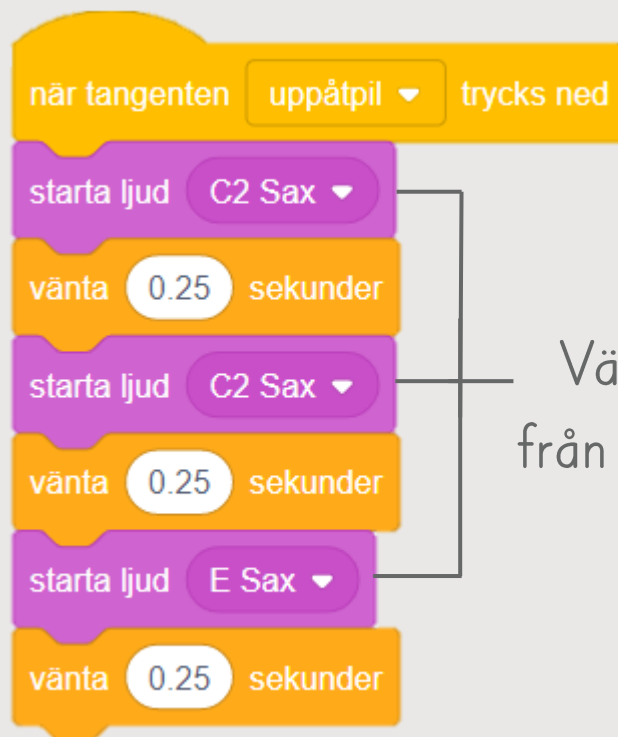 när tangenten uppåtpil trycks ned
starta ljud C2 Sax
vänta 0.25 sekunder
starta ljud C2 Sax
vänta 0.25 sekunder
starta ljud E Sax
vänta 0.25 sekunder
från